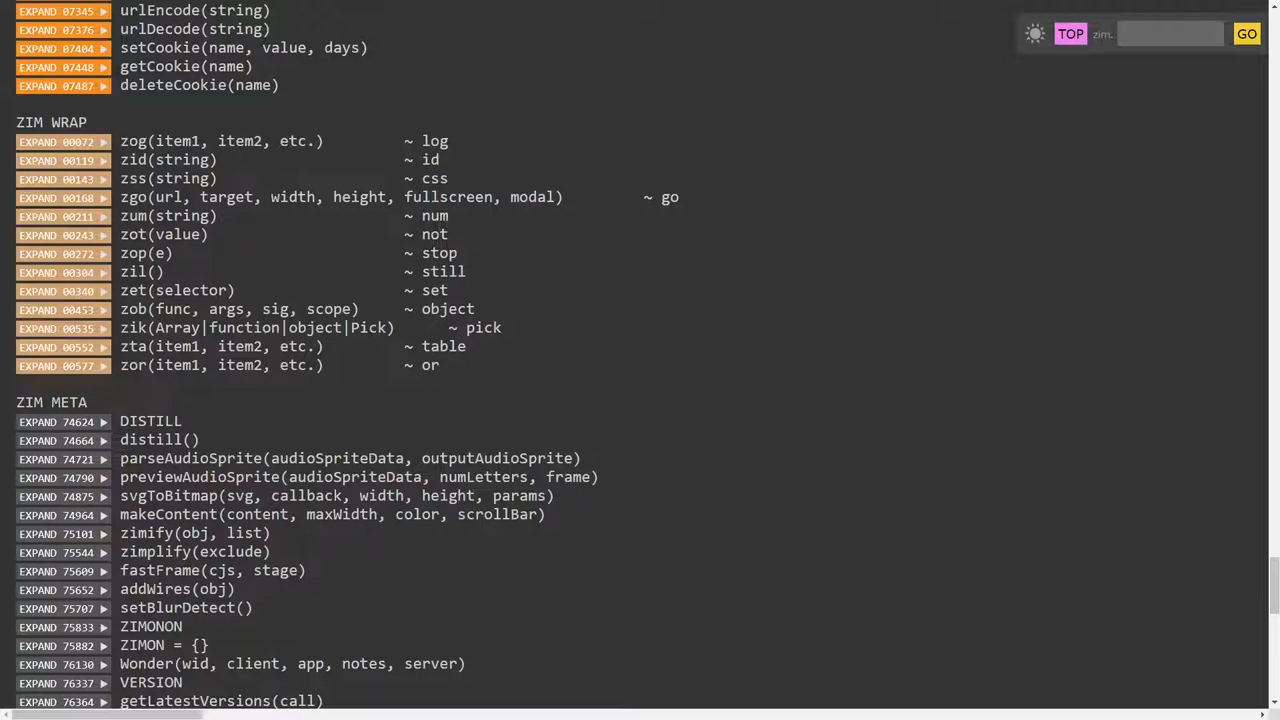 EXPAND 07345 ▶ urlEncode(string)
EXPAND 07376 ▶ urlDecode(string)
TOP zim. GO
EXPAND 07404 ▶ setCookie(name, value, days)
EXPAND 07448 ▶ getCookie(name)
EXPAND 07487 ▶ deleteCookie(name)
ZIM WRAP
EXPAND 00072 ▶ zog(item1, item2, etc.) ~ log
EXPAND 00119 ▶ zid(string) ~ id
EXPAND 00143 ▶ zss(string) ~ css
EXPAND 00168 ▶ zgo(url, target, width, height, fullscreen, modal) ~ go
EXPAND 00211 ▶ zum(string) ~ num
EXPAND 00243 ▶ zot(value) ~ not
EXPAND 00272 ▶ zop(e) ~ stop
EXPAND 00304 ▶ zil() ~ still
EXPAND 00340 ▶ zet(selector) ~ set
EXPAND 00453 ▶ zob(func, args, sig, scope) ~ object
EXPAND 00535 ▶ zik(Array|function|object|Pick) ~ pick
EXPAND 00552 ▶ zta(item1, item2, etc.) ~ table
EXPAND 00577 ▶ zor(item1, item2, etc.) ~ or
ZIM META
EXPAND 74624 ▶ DISTILL
EXPAND 74664 ▶ distill()
EXPAND 74721 ▶ parseAudioSprite(audioSpriteData, outputAudioSprite)
EXPAND 74790 ▶ previewAudioSprite(audioSpriteData, numLetters, frame)
EXPAND 74875 ▶ svgToBitmap(svg, callback, width, height, params)
EXPAND 74964 ▶ makeContent(content, maxWidth, color, scrollBar)
EXPAND 75101 ▶ zimify(obj, list)
EXPAND 75544 ▶ zimplify(exclude)
EXPAND 75609 ▶ fastFrame(cjs, stage)
EXPAND 75652 ▶ addWires(obj)
EXPAND 75707 ▶ setBlurDetect()
EXPAND 75833 ▶ ZIMONON
EXPAND 75882 ▶ ZIMON = {}
EXPAND 76130 ▶ Wonder(wid, client, app, notes, server)
EXPAND 76337 ▶ VERSION
EXPAND 76364 ▶ getLatestVersions(call)